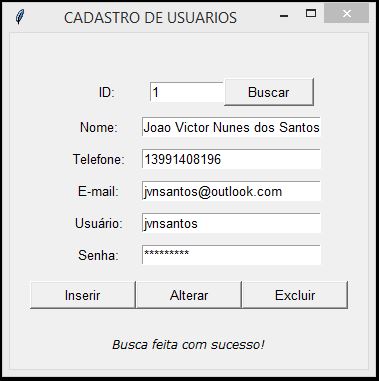 CADASTRO DE USUARIOS
ID: 1 Buscar
Nome: Joao Victor Nunes dos Santos
Telefone: 13991408196
E-mail: jvnsantos@outlook.com
Usuário: jvnsantos
Senha: *********
Inserir Alterar Excluir
Busca feita com sucesso!